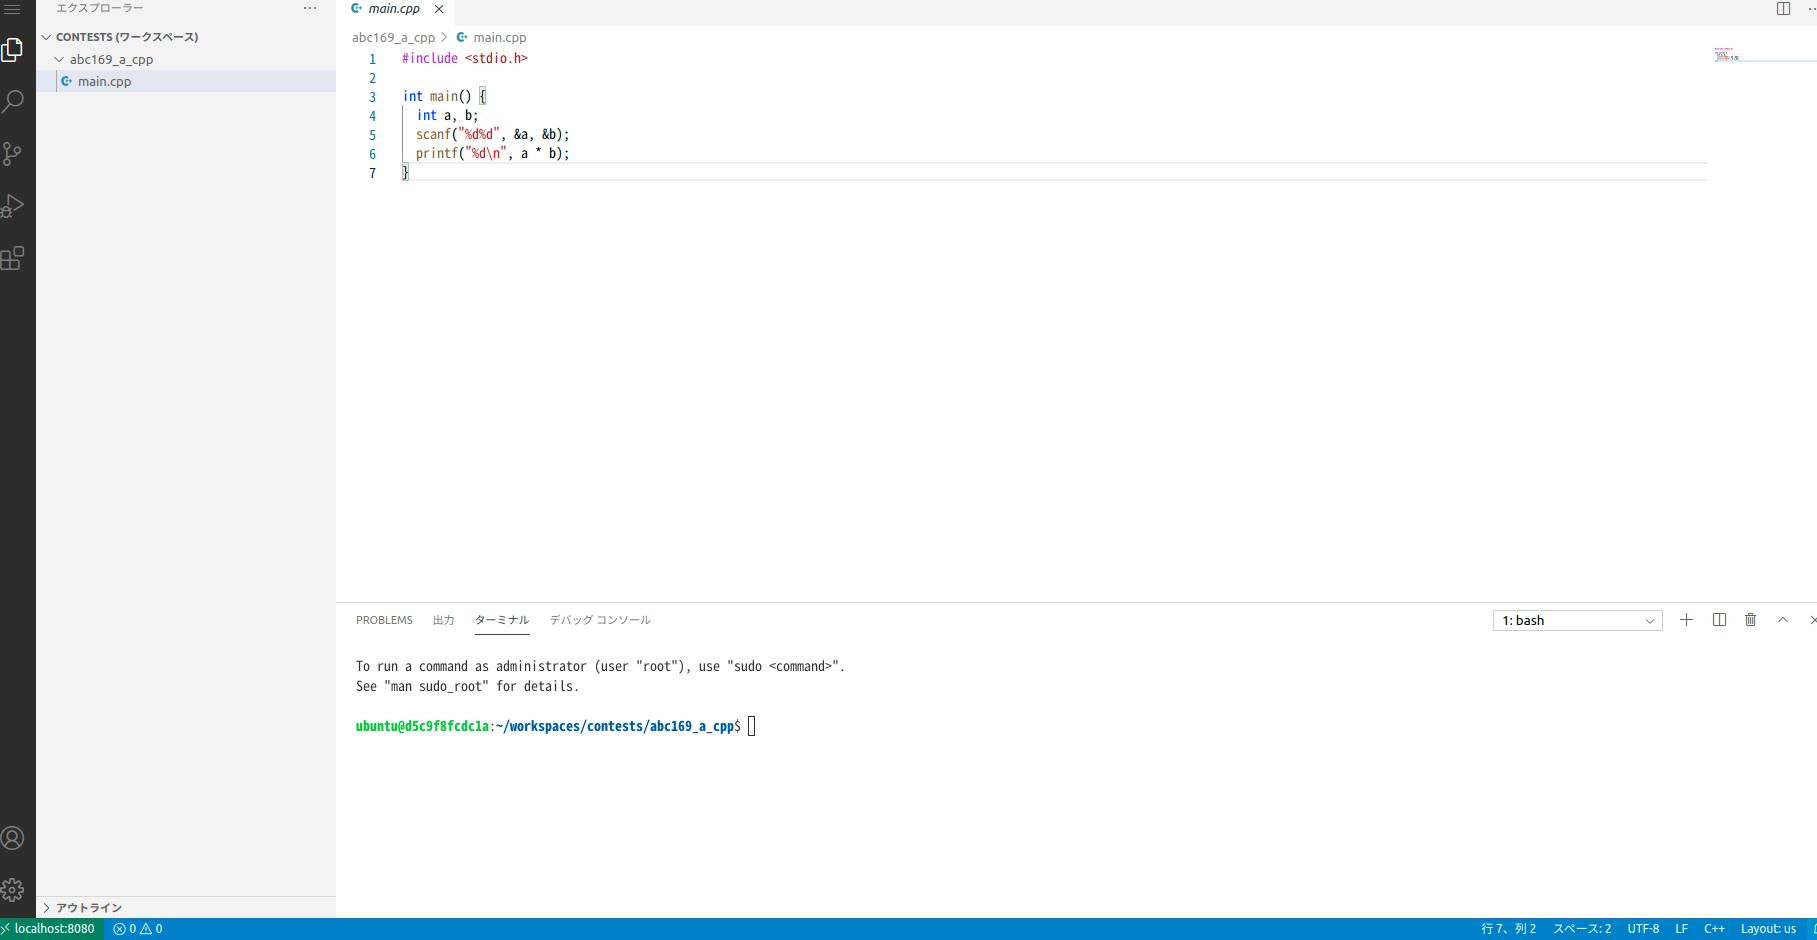 エクスプローラー
CONTESTS (ワークスペース)
abc169_a_cpp
main.cpp
アウトライン
main.cpp
abc169_a_cpp > main.cpp
1 #include <stdio.h>
2
3 int main() {
4 int a, b;
5 scanf("%d%d", &a, &b);
6 printf("%d\n", a * b);
7 }
PROBLEMS 出力 ターミナル デバッグ コンソール 1: bash
To run a command as administrator (user "root"), use "sudo <command>".
See "man sudo_root" for details.
ubuntu@d5c9f8fcdc1a:~/workspaces/contests/abc169_a_cpp$
localhost:8080 0 0 行 7、列 2 スペース: 2 UTF-8 LF C++ Layout: us